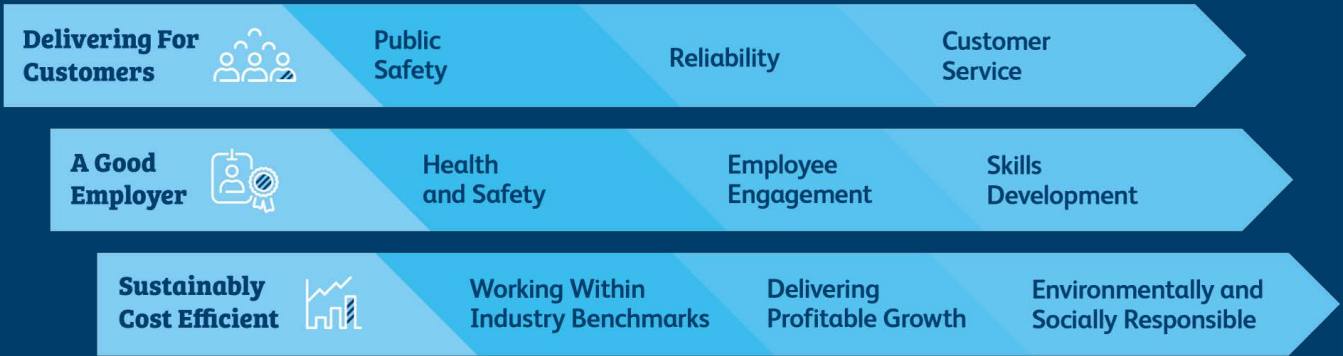 Delivering For
Customers
Public
Safety
Reliability
Customer
Service
A Good
Employer
Health
and Safety
Employee
Engagement
Skills
Development
Sustainably
Cost Efficient
Working Within
Industry Benchmarks
Delivering
Profitable Growth
Environmentally and
Socially Responsible